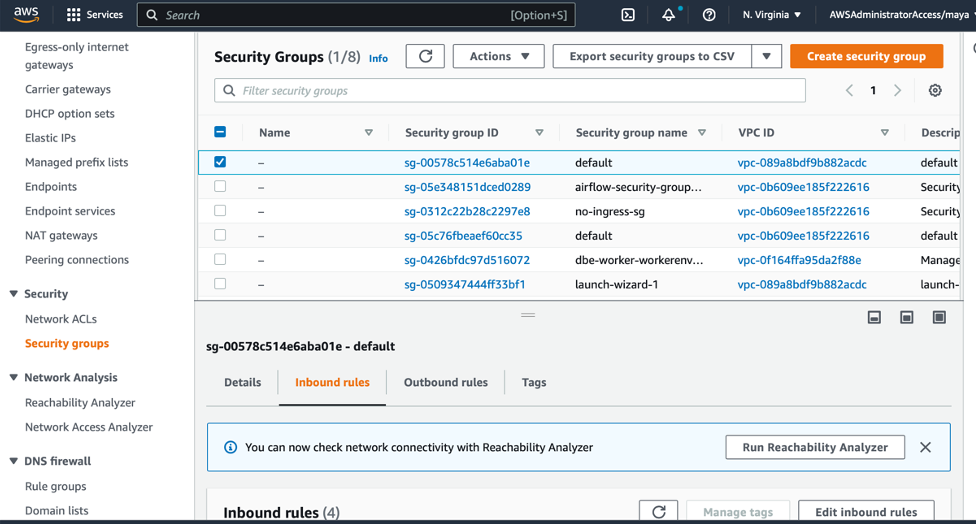 aws Services Search [Option+S] N. Virginia AWSAdministratorAccess/maya
Egress-only internet
gateways
Carrier gateways
DHCP option sets
Elastic IPs
Managed prefix lists
Endpoints
Endpoint services
NAT gateways
Peering connections
Security
Network ACLs
Security groups
Network Analysis
Reachability Analyzer
Network Access Analyzer
DNS firewall
Rule groups
Domain lists
Security Groups (1/8) Info Actions Export security groups to CSV Create security group
Filter security groups 1
Name Security group ID Security group name VPC ID Descrip
– sg-00578c514e6aba01e default vpc-089a8bdf9b882acdc default
– sg-05e348151dced0289 airflow-security-group... vpc-0b609ee185f222616 Security
– sg-0312c22b28c2297e8 no-ingress-sg vpc-0b609ee185f222616 Security
– sg-05c76fbeaef60cc35 default vpc-0b609ee185f222616 default
– sg-0426bfdc97d516072 dbe-worker-workerenv... vpc-0f164ffa95da2f88e Manage
– sg-0509347444ff33bf1 launch-wizard-1 vpc-089a8bdf9b882acdc launch-
sg-00578c514e6aba01e - default
Details Inbound rules Outbound rules Tags
You can now check network connectivity with Reachability Analyzer Run Reachability Analyzer
Inbound rules (4) Manage tags Edit inbound rules